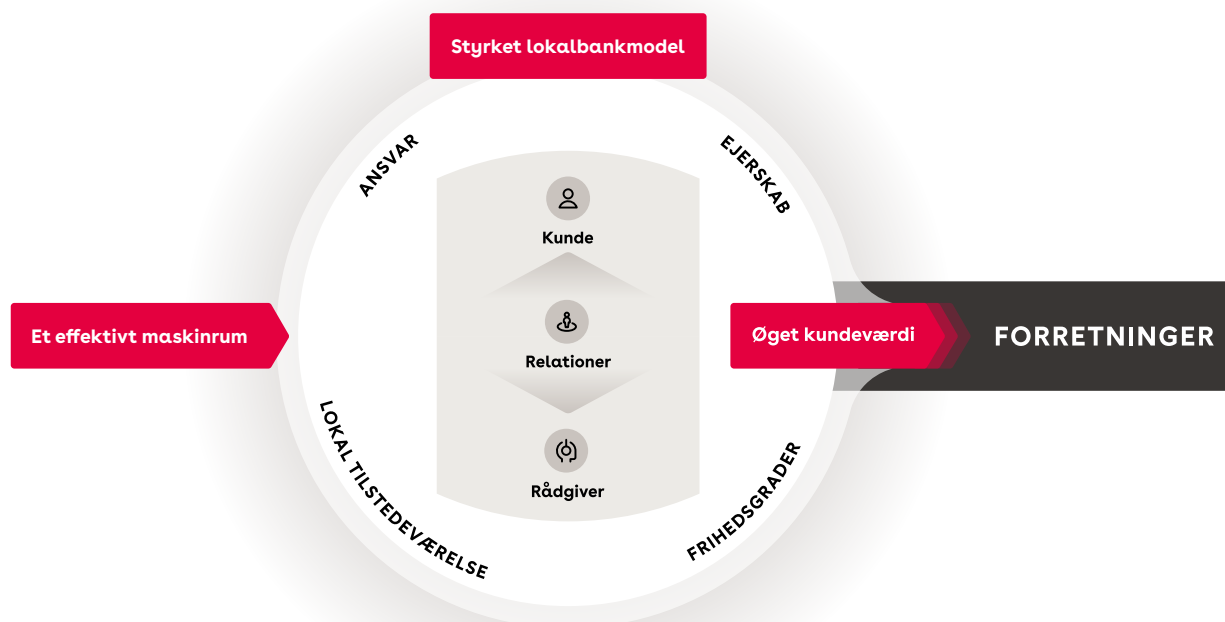 Styrket lokalbankmodel
ANSVAR
EJERSKAB
Kunde
Et effektivt maskinrum
Relationer
Øget kundeværdi
FORRETNINGER
Rådgiver
LOKAL TILSTEDEVÆRELSE
FRIHEDSGRADER